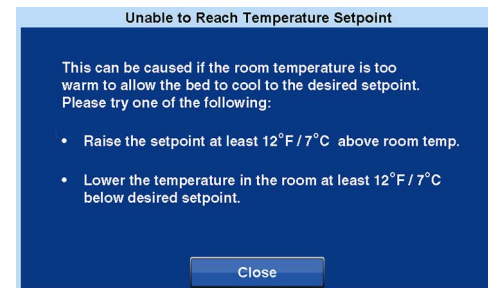 Unable to Reach Temperature Setpoint
This can be caused if the room temperature is too
warm to allow the bed to cool to the desired setpoint.
Please try one of the following:
• Raise the setpoint at least 12°F / 7°C above room temp.
• Lower the temperature in the room at least 12°F / 7°C
below desired setpoint.
Close